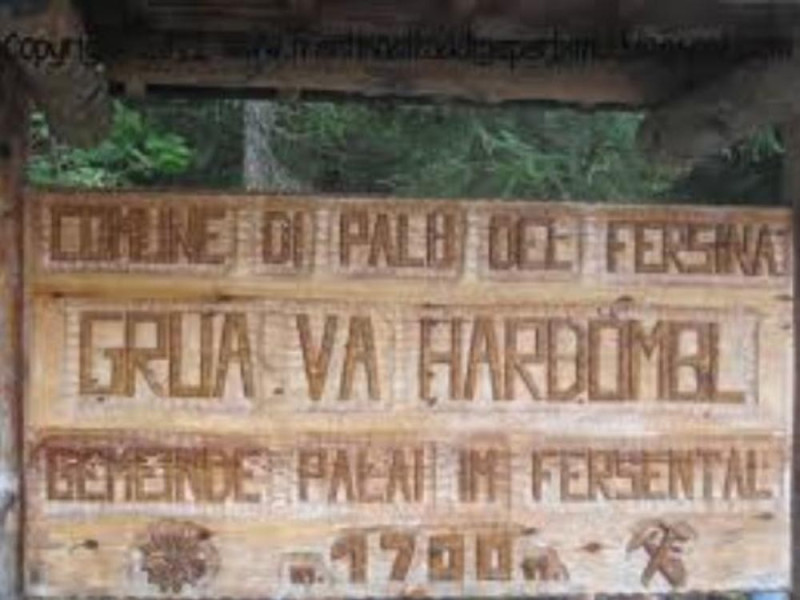 COMUNE DI PALÙ DEL FERSINA
GRUA VA HARDÖMBL
GEMEINDE PALAI IM FERSENTAL
1700